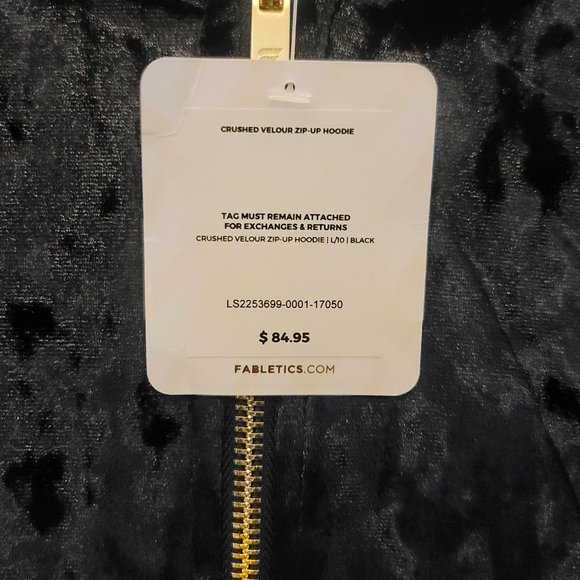 CRUSHED VELOUR ZIP-UP HOODIE
TAG MUST REMAIN ATTACHED
FOR EXCHANGES & RETURNS
CRUSHED VELOUR ZIP-UP HOODIE | L/10 | BLACK
LS2253699-0001-17050
$ 84.95
FABLETICS.COM